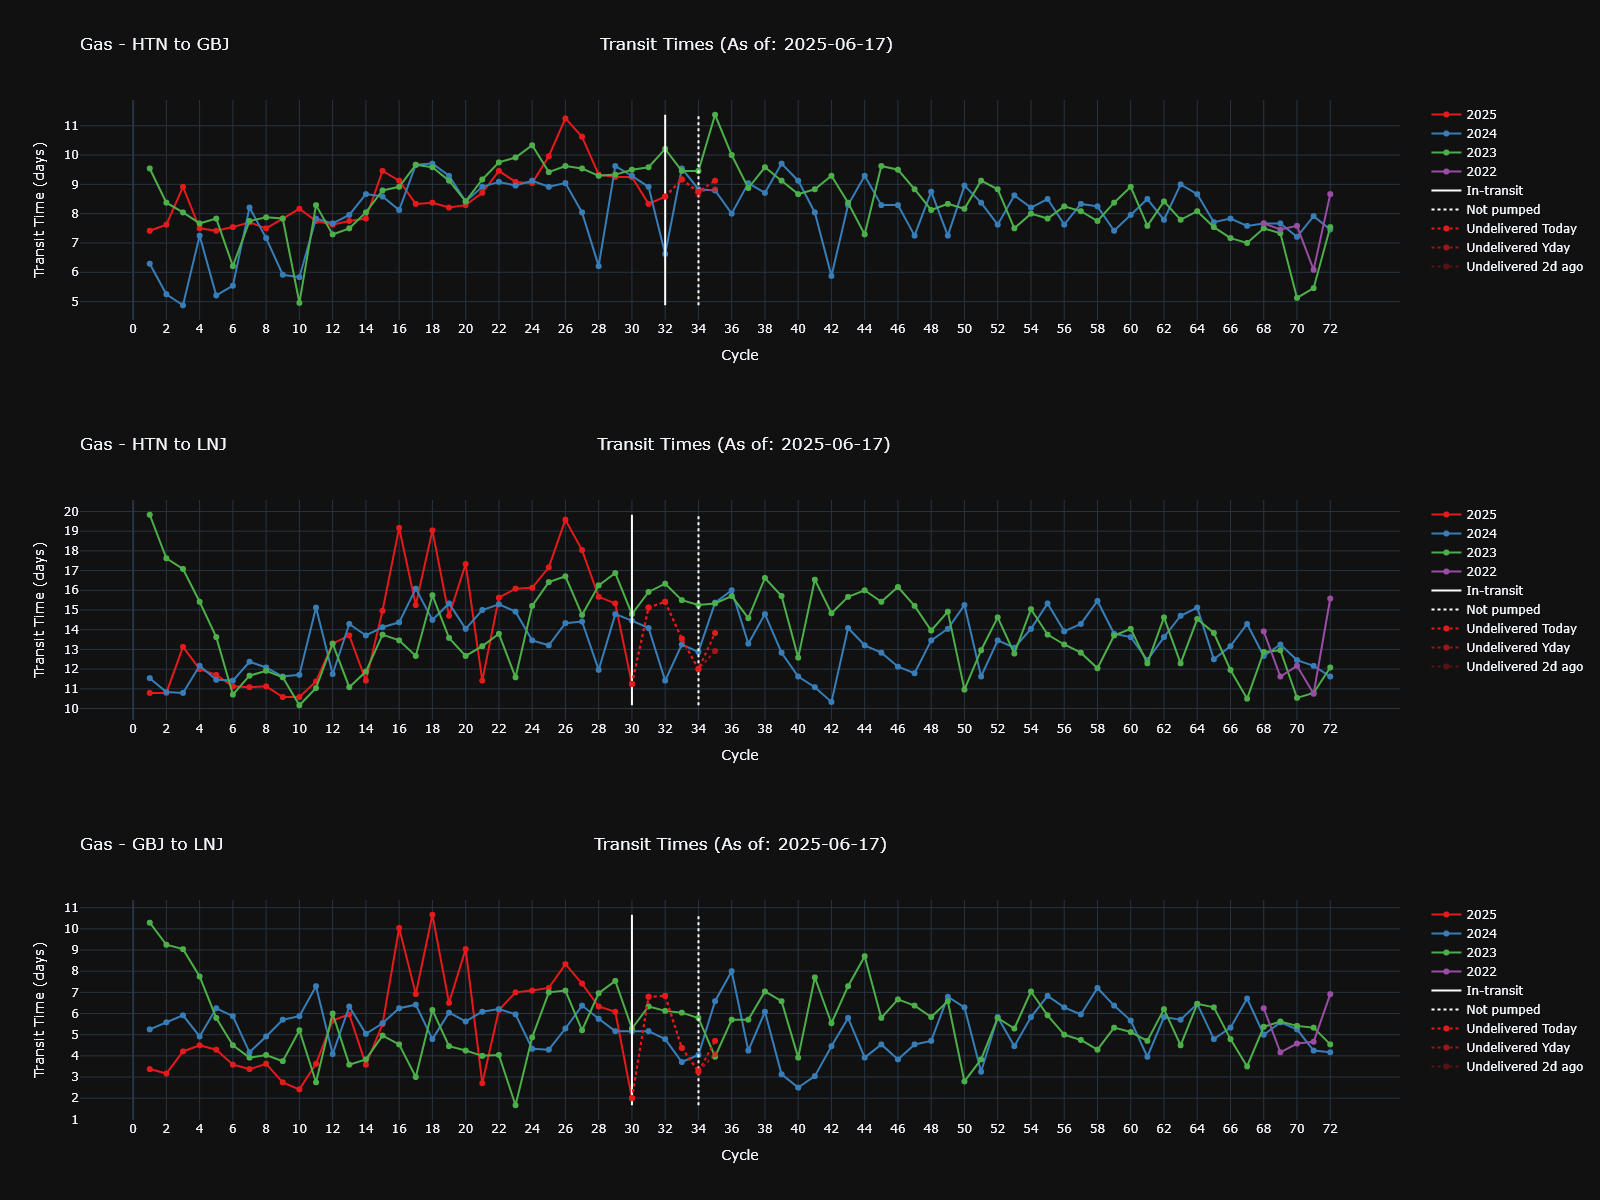 Gas - HTN to GBJ
Transit Times (As of: 2025-06-17)
Transit Time (days)
11
10
9
8
7
6
5
0 2 4 6 8 10 12 14 16 18 20 22 24 26 28 30 32 34 36 38 40 42 44 46 48 50 52 54 56 58 60 62 64 66 68 70 72
Cycle
2025
2024
2023
2022
In-transit
Not pumped
Undelivered Today
Undelivered Yday
Undelivered 2d ago
Gas - HTN to LNJ
Transit Times (As of: 2025-06-17)
Transit Time (days)
20
19
18
17
16
15
14
13
12
11
10
0 2 4 6 8 10 12 14 16 18 20 22 24 26 28 30 32 34 36 38 40 42 44 46 48 50 52 54 56 58 60 62 64 66 68 70 72
Cycle
2025
2024
2023
2022
In-transit
Not pumped
Undelivered Today
Undelivered Yday
Undelivered 2d ago
Gas - GBJ to LNJ
Transit Times (As of: 2025-06-17)
Transit Time (days)
11
10
9
8
7
6
5
4
3
2
1
0 2 4 6 8 10 12 14 16 18 20 22 24 26 28 30 32 34 36 38 40 42 44 46 48 50 52 54 56 58 60 62 64 66 68 70 72
Cycle
2025
2024
2023
2022
In-transit
Not pumped
Undelivered Today
Undelivered Yday
Undelivered 2d ago